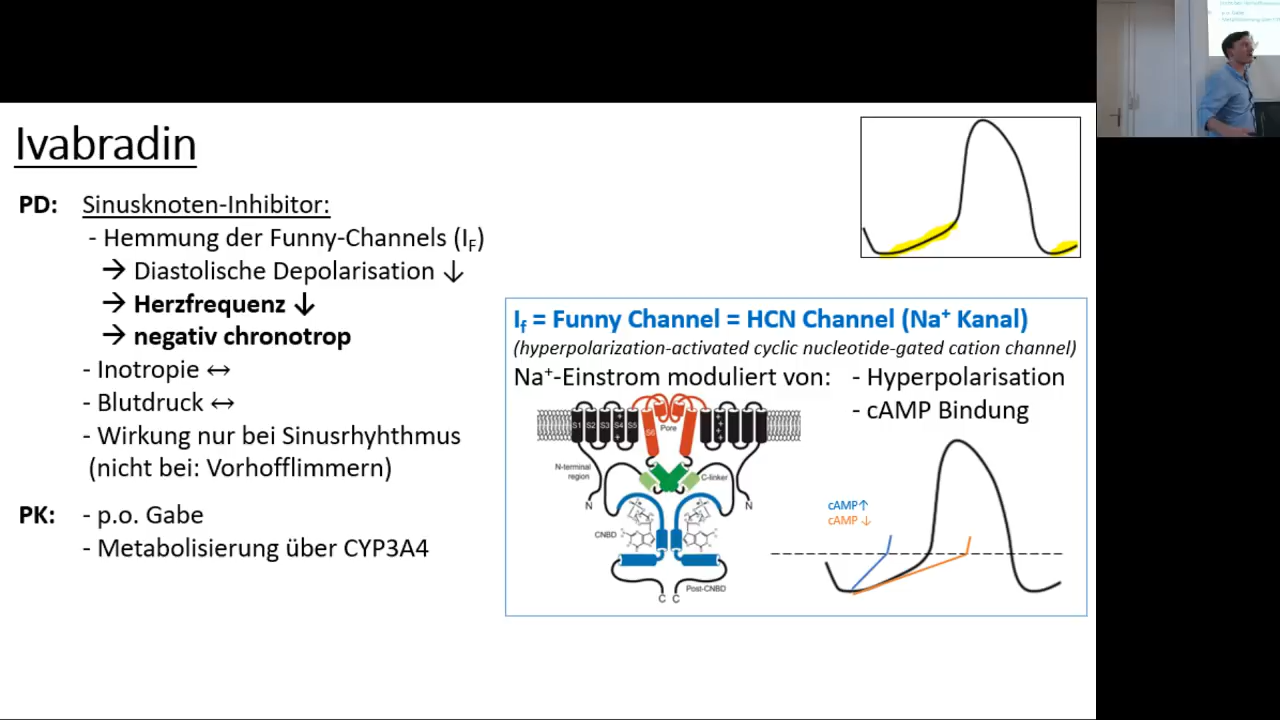 Ivabradin
PD: Sinusknoten-Inhibitor:
- Hemmung der Funny-Channels (IF)
→ Diastolische Depolarisation ↓
→ Herzfrequenz ↓
→ negativ chronotrop
- Inotropie ↔
- Blutdruck ↔
- Wirkung nur bei Sinusrhyhthmus
(nicht bei: Vorhofflimmern)
PK: - p.o. Gabe
- Metabolisierung über CYP3A4
If = Funny Channel = HCN Channel (Na+ Kanal)
(hyperpolarization-activated cyclic nucleotide-gated cation channel)
Na+-Einstrom moduliert von: - Hyperpolarisation
- cAMP Bindung
S1 S2 S3 S4 S5 S6 Pore
N-terminal
region
C-linker
N N
CNBD
Post-CNBD
C C
cAMP↑
cAMP ↓